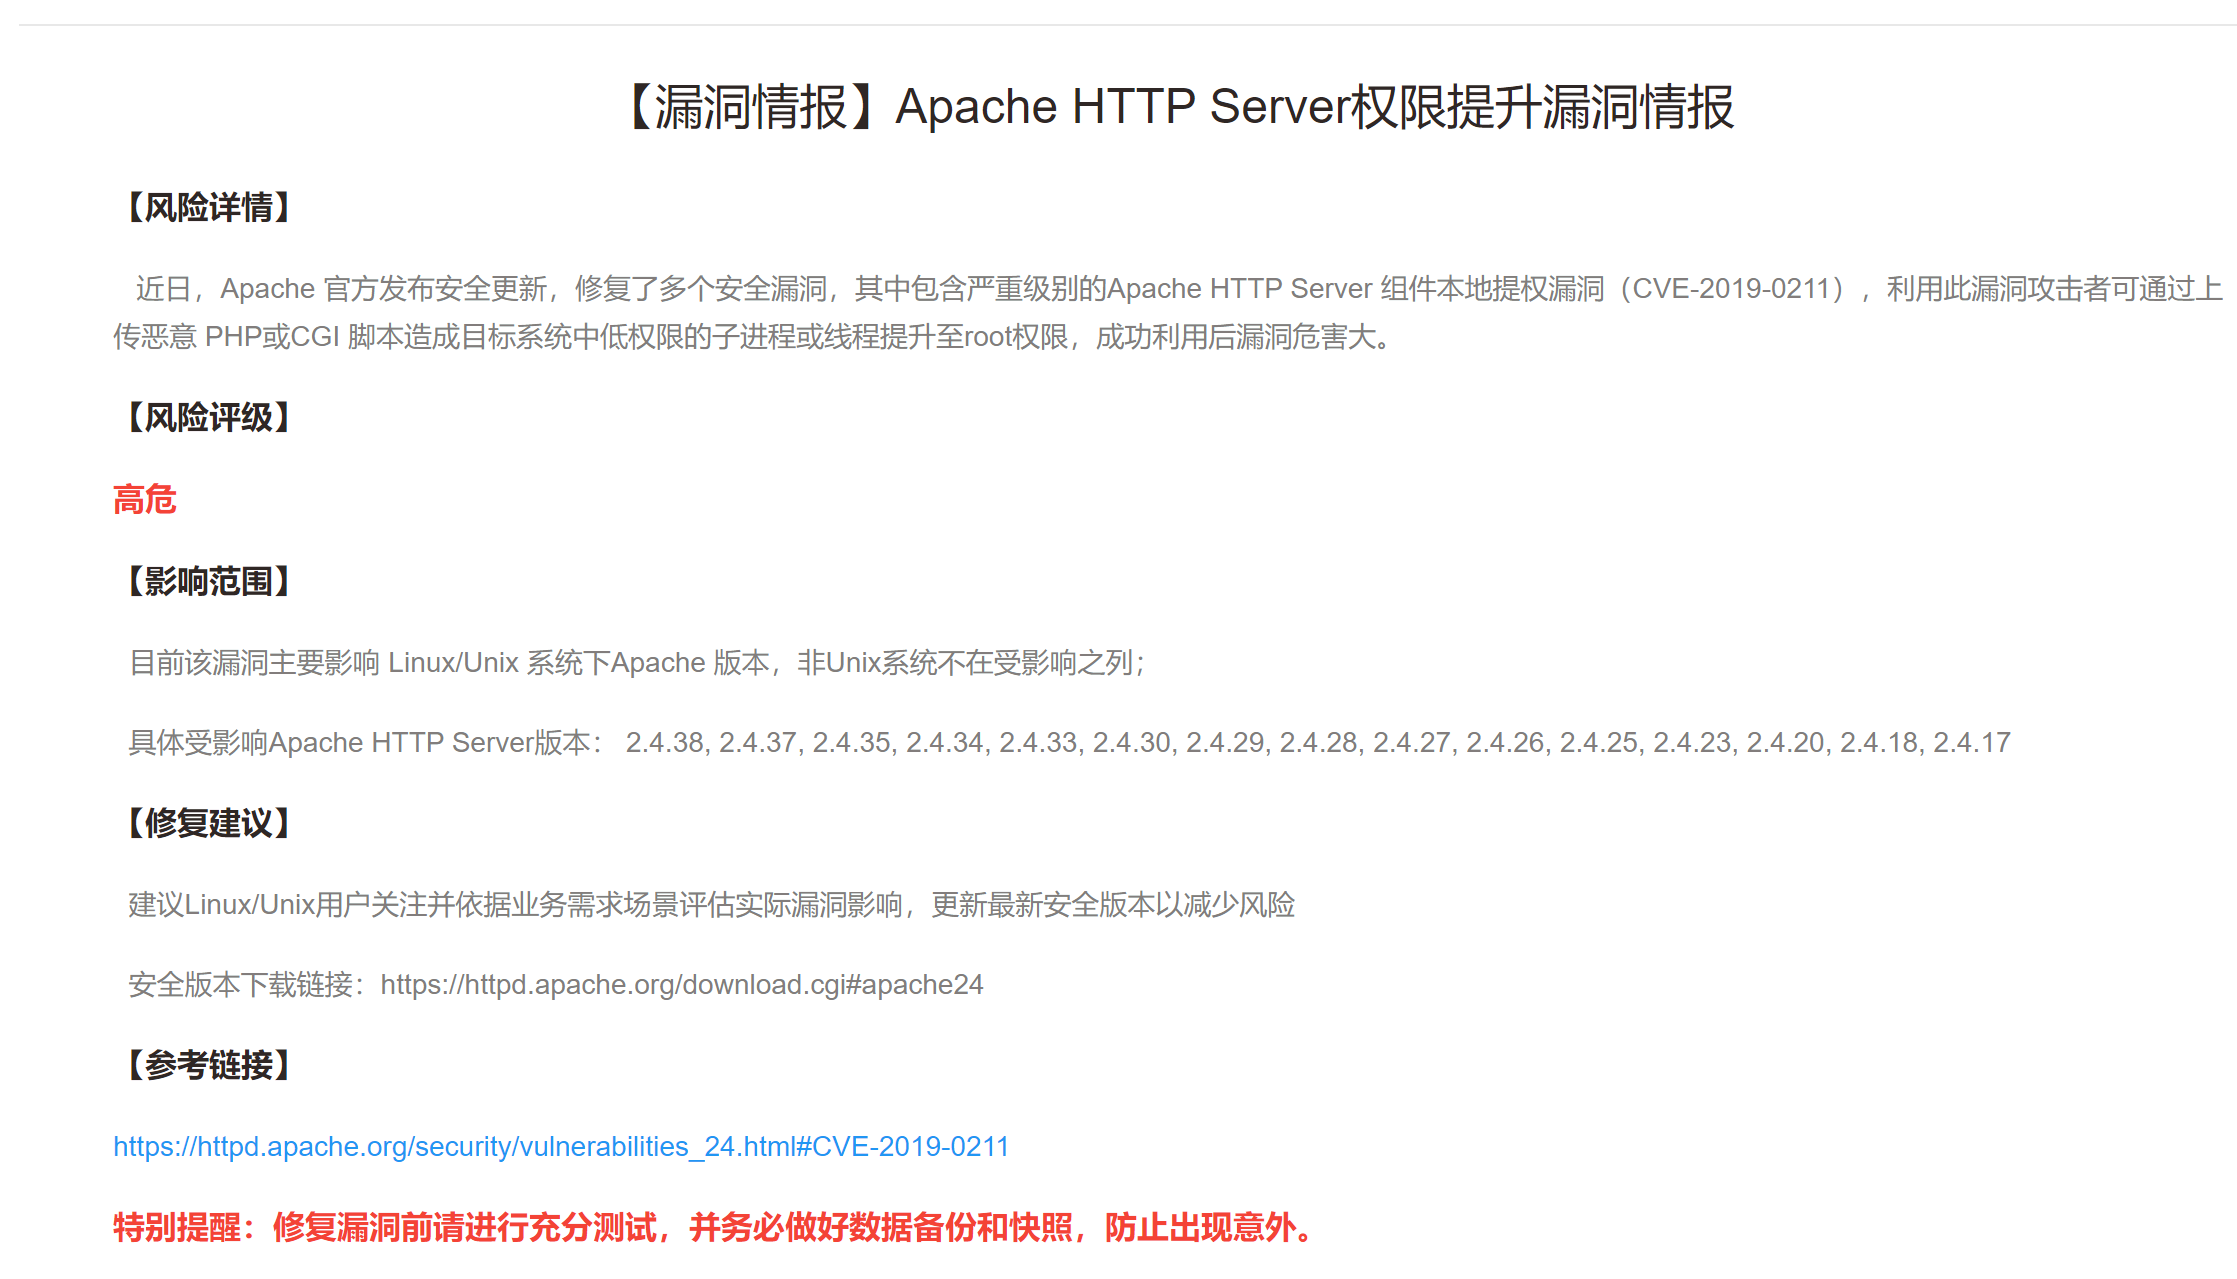 【漏洞情报】Apache HTTP Server权限提升漏洞情报
【风险详情】
近日，Apache 官方发布安全更新，修复了多个安全漏洞，其中包含严重级别的Apache HTTP Server 组件本地提权漏洞（CVE-2019-0211），利用此漏洞攻击者可通过上
传恶意 PHP或CGI 脚本造成目标系统中低权限的子进程或线程提升至root权限，成功利用后漏洞危害大。
【风险评级】
高危
【影响范围】
目前该漏洞主要影响 Linux/Unix 系统下Apache 版本，非Unix系统不在受影响之列；
具体受影响Apache HTTP Server版本： 2.4.38, 2.4.37, 2.4.35, 2.4.34, 2.4.33, 2.4.30, 2.4.29, 2.4.28, 2.4.27, 2.4.26, 2.4.25, 2.4.23, 2.4.20, 2.4.18, 2.4.17
【修复建议】
建议Linux/Unix用户关注并依据业务需求场景评估实际漏洞影响，更新最新安全版本以减少风险
安全版本下载链接：https://httpd.apache.org/download.cgi#apache24
【参考链接】
https://httpd.apache.org/security/vulnerabilities_24.html#CVE-2019-0211
特别提醒：修复漏洞前请进行充分测试，并务必做好数据备份和快照，防止出现意外。